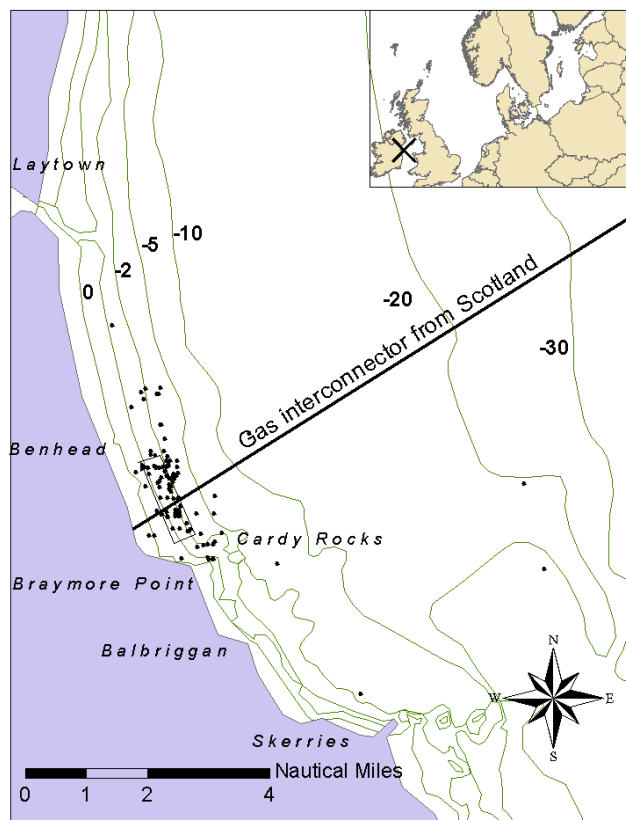 Laytown
0
-2
-5
-10
-20
-30
Gas interconnector from Scotland
Benhead
Cardy Rocks
Braymore Point
Balbriggan
Skerries
N
W
E
S
Nautical Miles
0 1 2 4